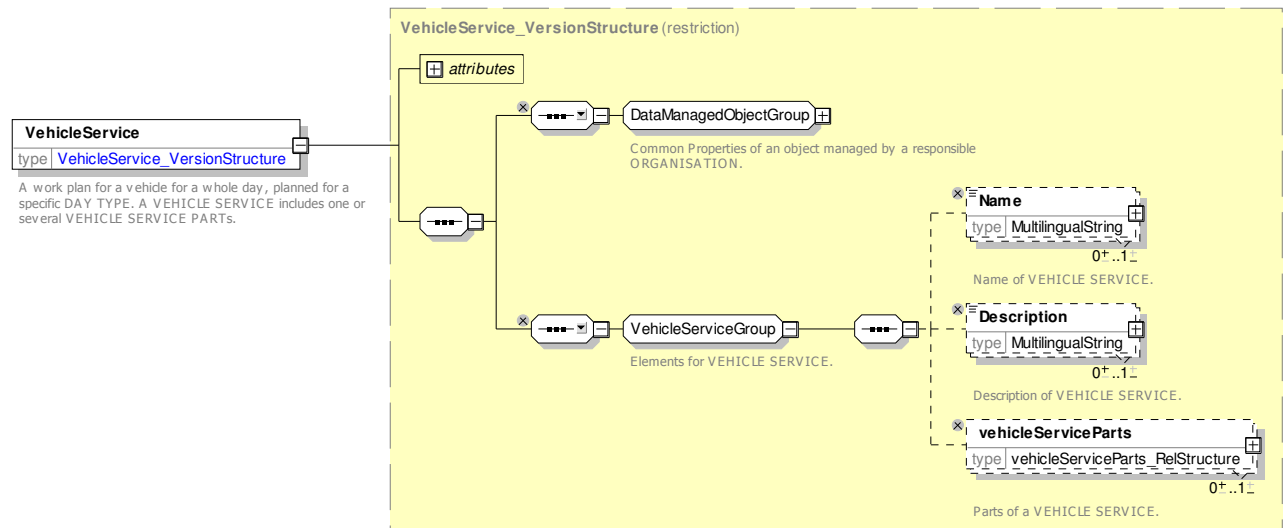 VehicleService_VersionStructure (restriction)
attributes
DataManagedObjectGroup
Common Properties of an object managed by a responsible
ORGANISATION.
VehicleService
type VehicleService_VersionStructure
A work plan for a vehicle for a whole day, planned for a
specific DAY TYPE. A VEHICLE SERVICE includes one or
several VEHICLE SERVICE PARTs.
Name
type MultilingualString
0..1
Name of VEHICLE SERVICE.
VehicleServiceGroup
Elements for VEHICLE SERVICE.
Description
type MultilingualString
0..1
Description of VEHICLE SERVICE.
vehicleServiceParts
type vehicleServiceParts_RelStructure
0..1
Parts of a VEHICLE SERVICE.